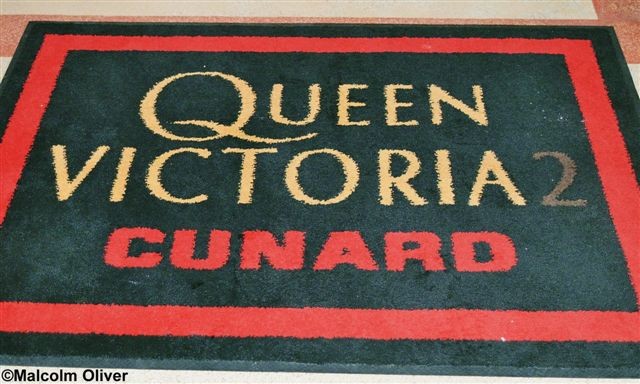 QUEEN
VICTORIA 2
CUNARD
©Malcolm Oliver